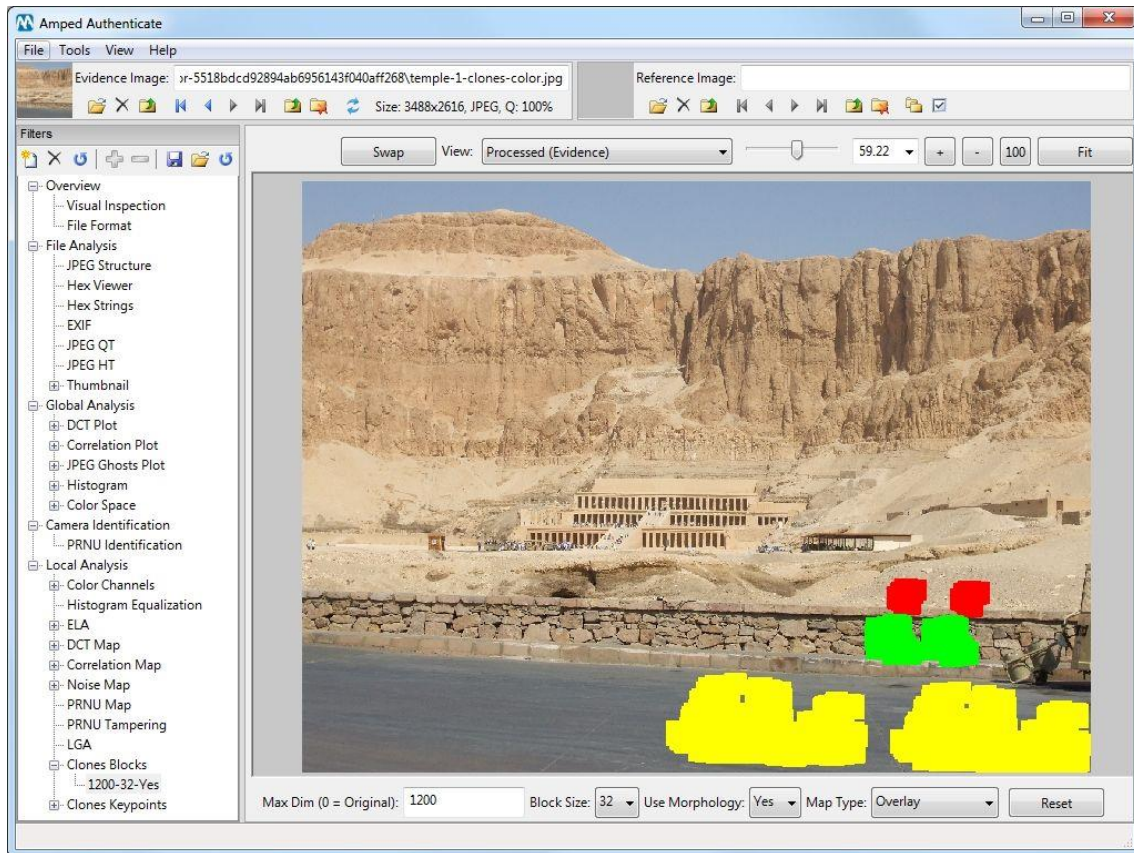 Amped Authenticate
File Tools View Help
Evidence Image: or-5518bdcd92894ab6956143f040aff268\temple-1-clones-color.jpg
Reference Image:
Size: 3488x2616, JPEG, Q: 100%
Filters
Swap View: Processed (Evidence) 59.22 + - 100 Fit
Overview
Visual Inspection
File Format
File Analysis
JPEG Structure
Hex Viewer
Hex Strings
EXIF
JPEG QT
JPEG HT
Thumbnail
Global Analysis
DCT Plot
Correlation Plot
JPEG Ghosts Plot
Histogram
Color Space
Camera Identification
PRNU Identification
Local Analysis
Color Channels
Histogram Equalization
ELA
DCT Map
Correlation Map
Noise Map
PRNU Map
PRNU Tampering
LGA
Clones Blocks
1200-32-Yes
Clones Keypoints
Max Dim (0 = Original): 1200 Block Size: 32 Use Morphology: Yes Map Type: Overlay Reset